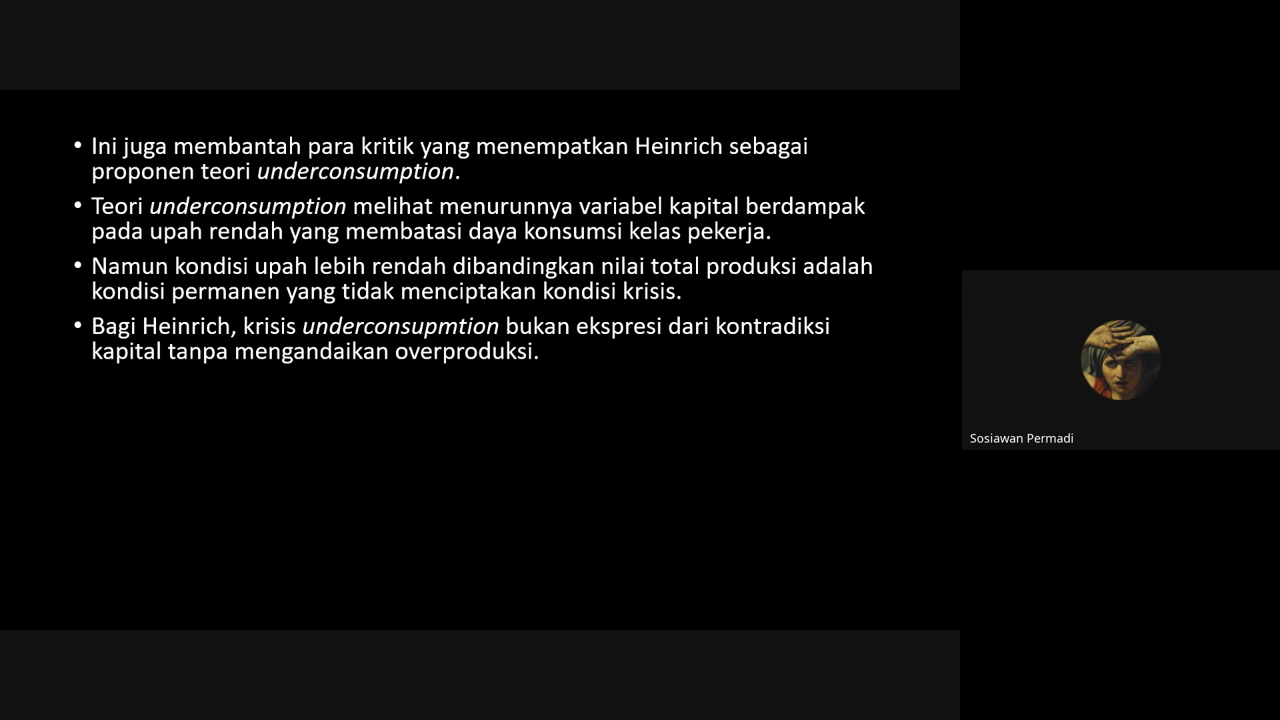 • Ini juga membantah para kritik yang menempatkan Heinrich sebagai
proponen teori underconsumption.
• Teori underconsumption melihat menurunnya variabel kapital berdampak
pada upah rendah yang membatasi daya konsumsi kelas pekerja.
• Namun kondisi upah lebih rendah dibandingkan nilai total produksi adalah
kondisi permanen yang tidak menciptakan kondisi krisis.
• Bagi Heinrich, krisis underconsupmtion bukan ekspresi dari kontradiksi
kapital tanpa mengandaikan overproduksi.
Sosiawan Permadi